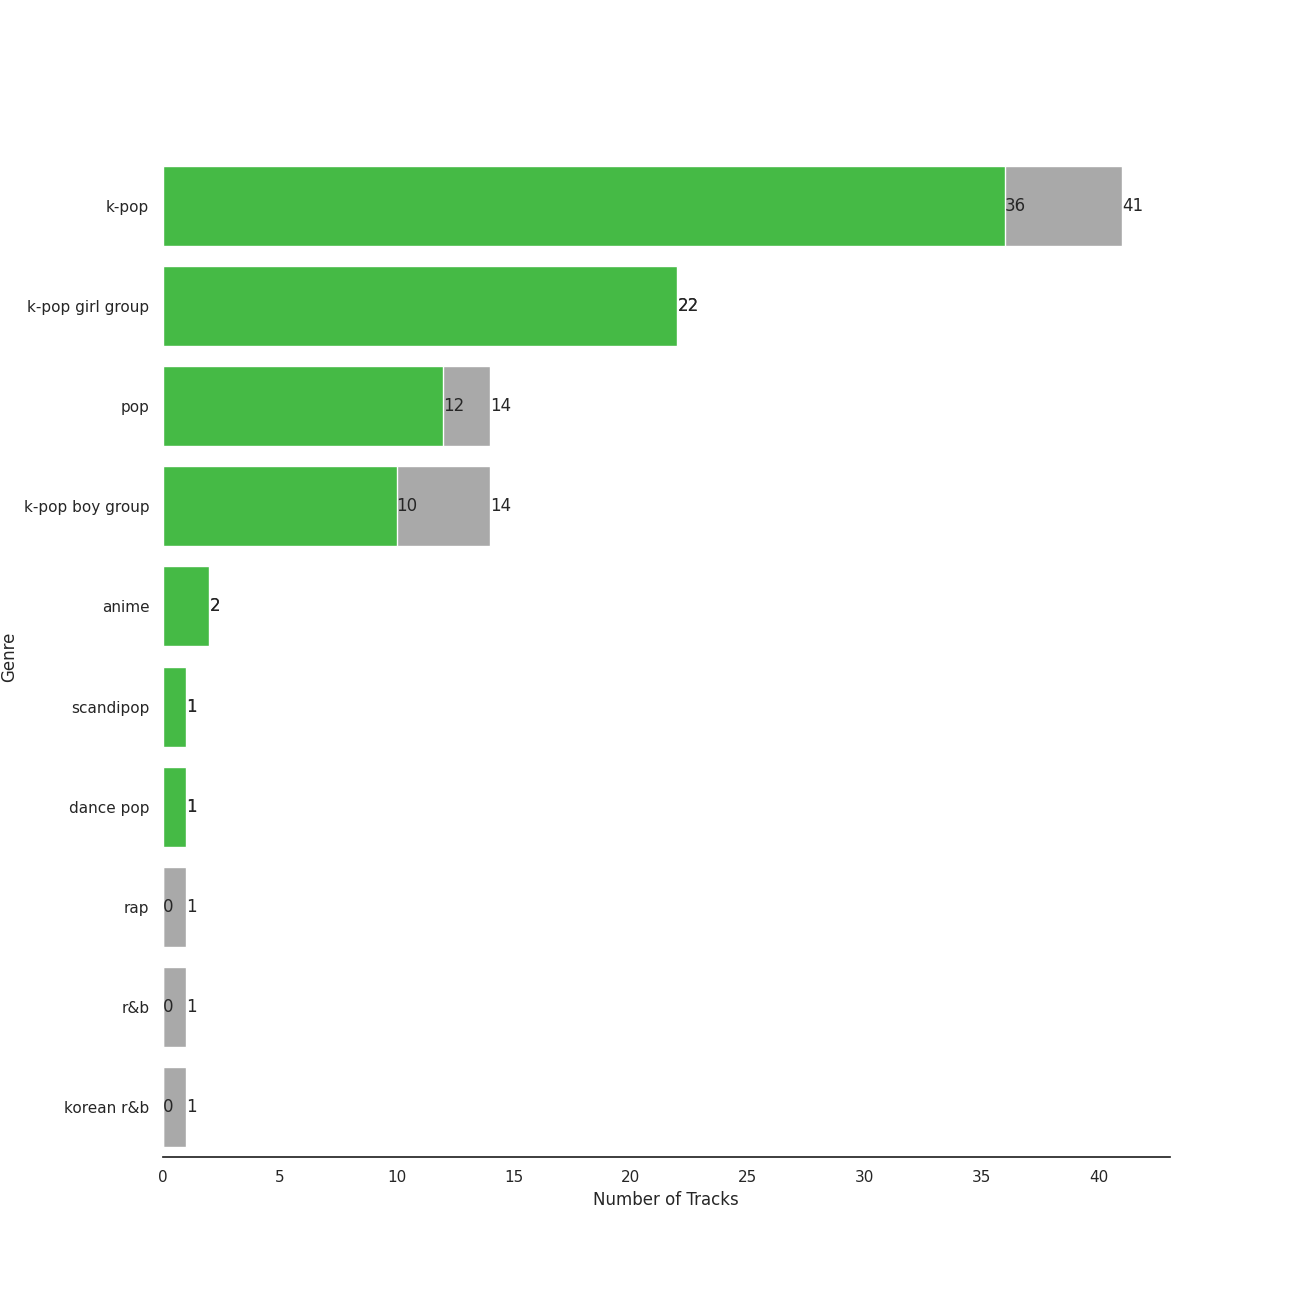 k-pop 36 41
k-pop girl group 22
pop 12 14
k-pop boy group 10 14
anime 2
scandipop 1
dance pop 1
rap 0 1
r&b 0 1
korean r&b 0 1
Genre
0 5 10 15 20 25 30 35 40
Number of Tracks